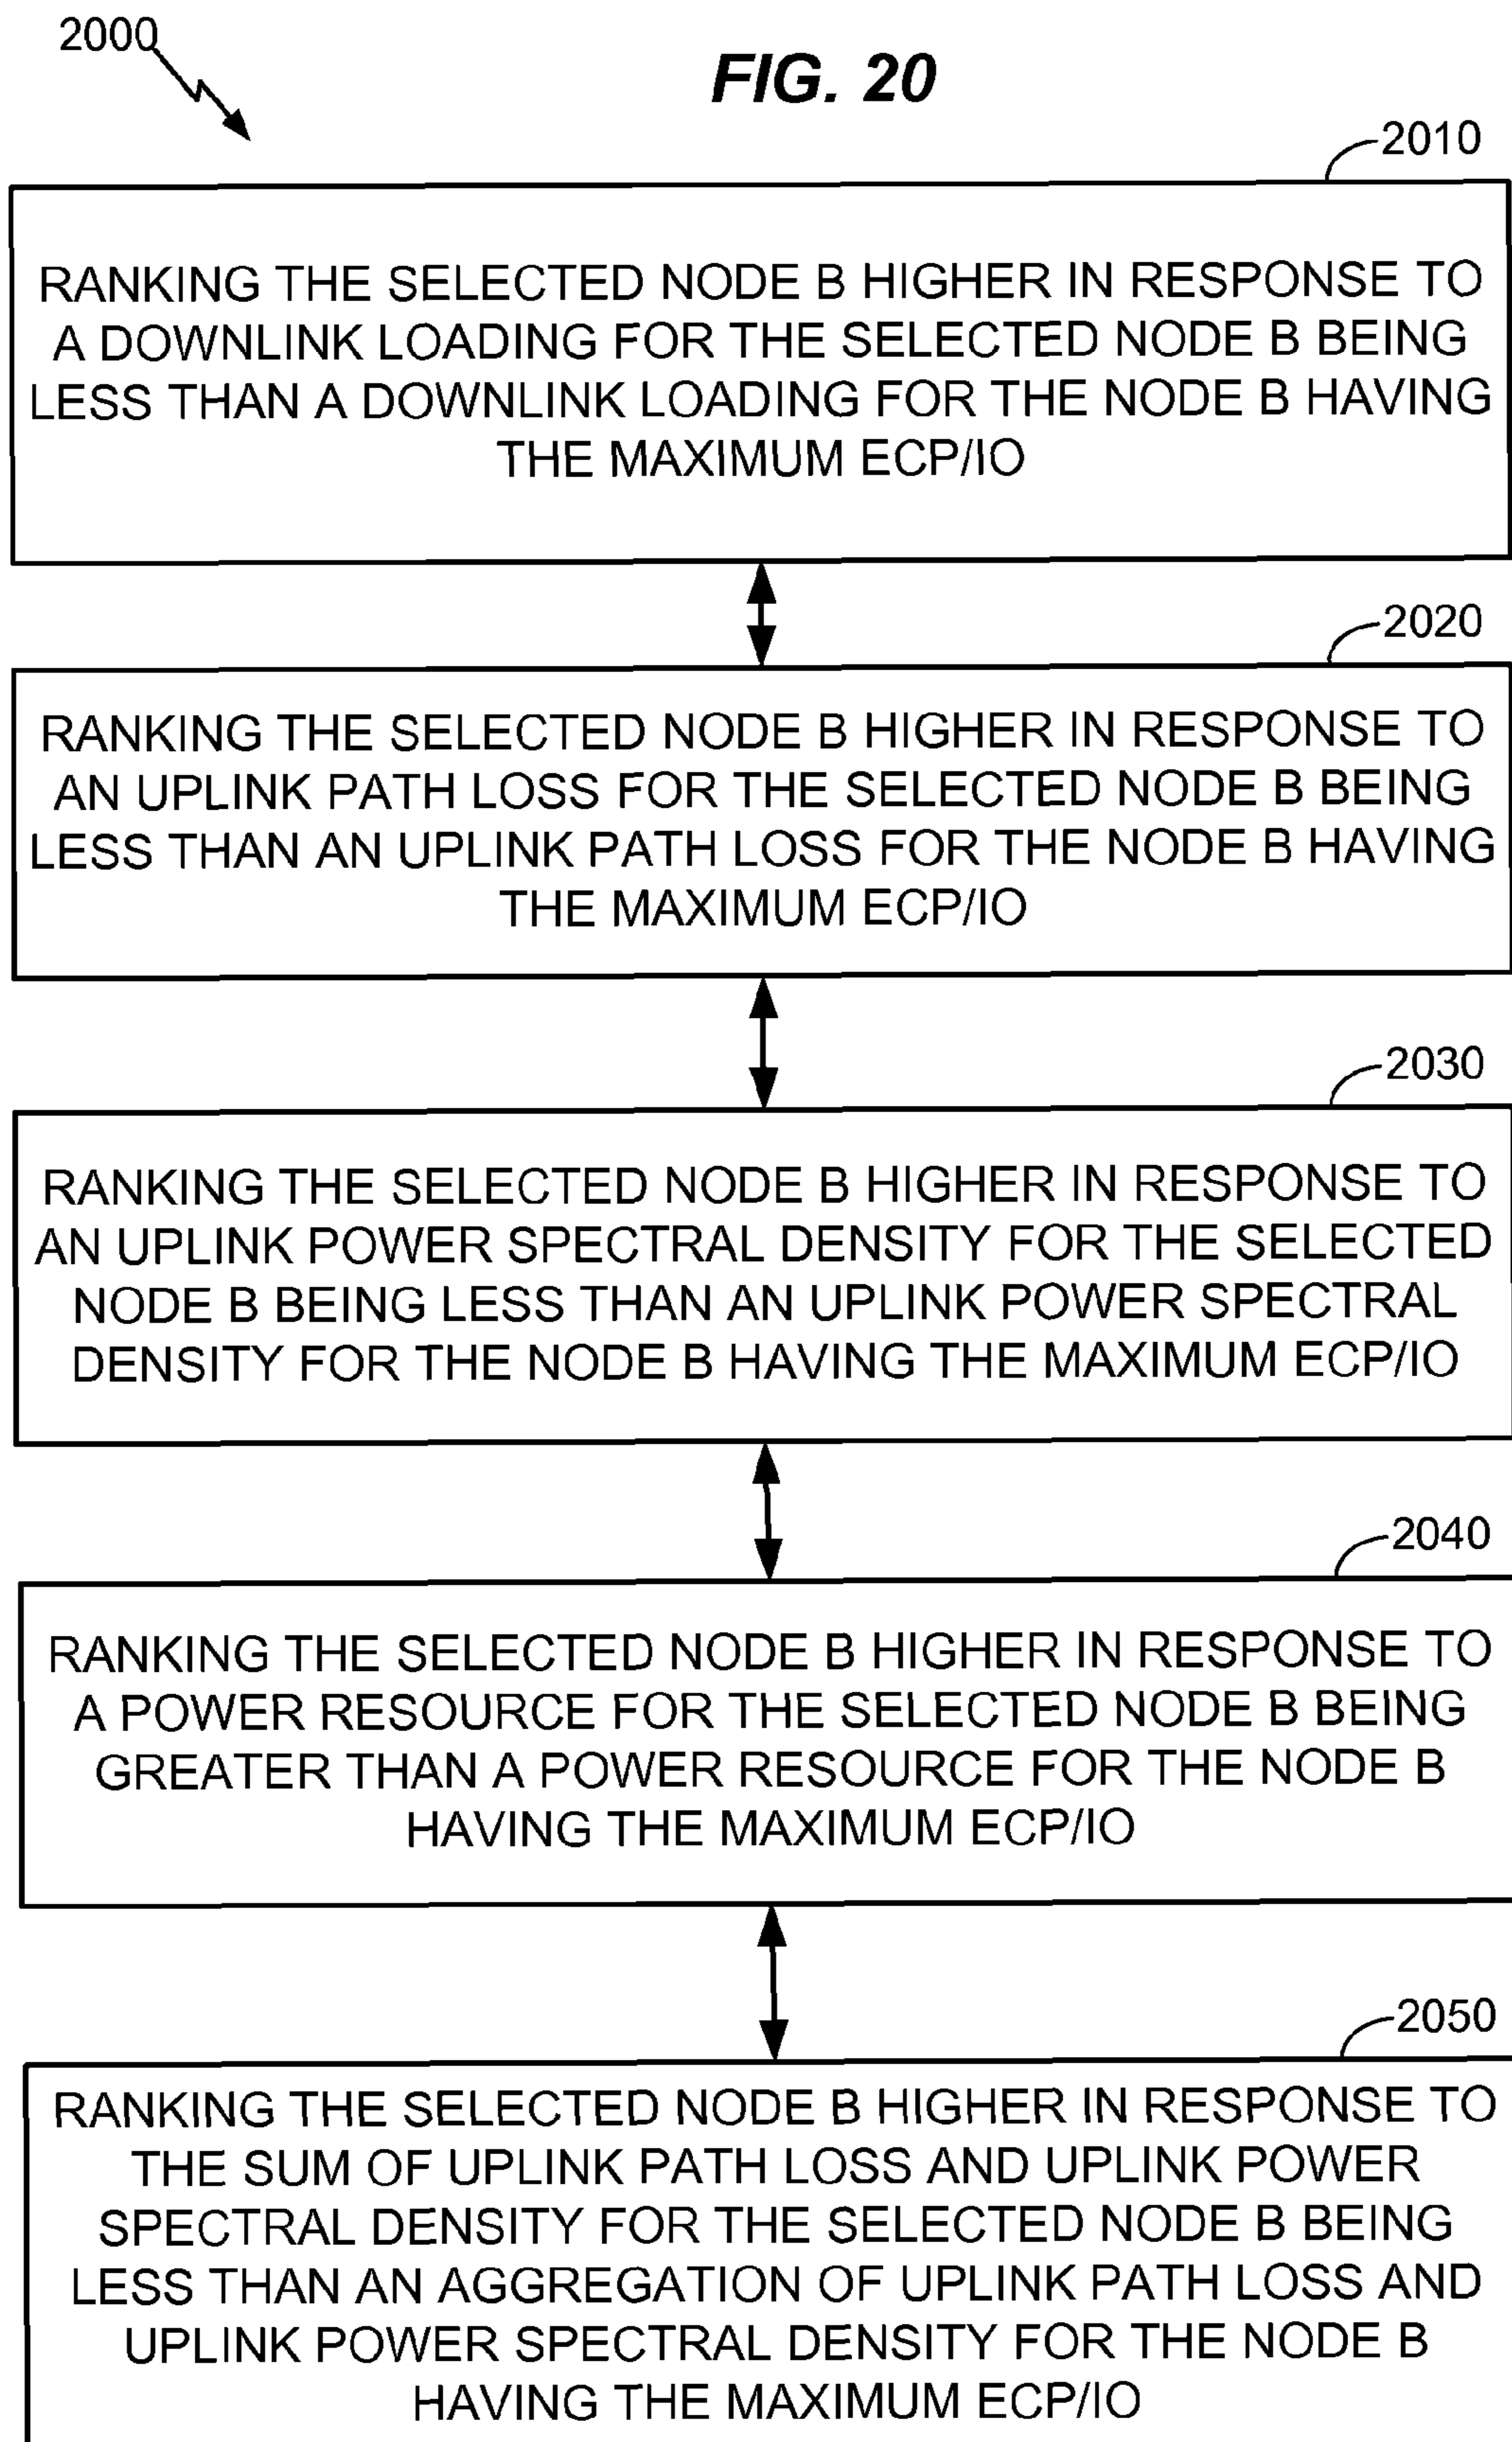 2000
FIG. 20
2010
RANKING THE SELECTED NODE B HIGHER IN RESPONSE TO
A DOWNLINK LOADING FOR THE SELECTED NODE B BEING
LESS THAN A DOWNLINK LOADING FOR THE NODE B HAVING
THE MAXIMUM ECP/IO
2020
RANKING THE SELECTED NODE B HIGHER IN RESPONSE TO
AN UPLINK PATH LOSS FOR THE SELECTED NODE B BEING
LESS THAN AN UPLINK PATH LOSS FOR THE NODE B HAVING
THE MAXIMUM ECP/IO
2030
RANKING THE SELECTED NODE B HIGHER IN RESPONSE TO
AN UPLINK POWER SPECTRAL DENSITY FOR THE SELECTED
NODE B BEING LESS THAN AN UPLINK POWER SPECTRAL
DENSITY FOR THE NODE B HAVING THE MAXIMUM ECP/IO
2040
RANKING THE SELECTED NODE B HIGHER IN RESPONSE TO
A POWER RESOURCE FOR THE SELECTED NODE B BEING
GREATER THAN A POWER RESOURCE FOR THE NODE B
HAVING THE MAXIMUM ECP/IO
2050
RANKING THE SELECTED NODE B HIGHER IN RESPONSE TO
THE SUM OF UPLINK PATH LOSS AND UPLINK POWER
SPECTRAL DENSITY FOR THE SELECTED NODE B BEING
LESS THAN AN AGGREGATION OF UPLINK PATH LOSS AND
UPLINK POWER SPECTRAL DENSITY FOR THE NODE B
HAVING THE MAXIMUM ECP/IO